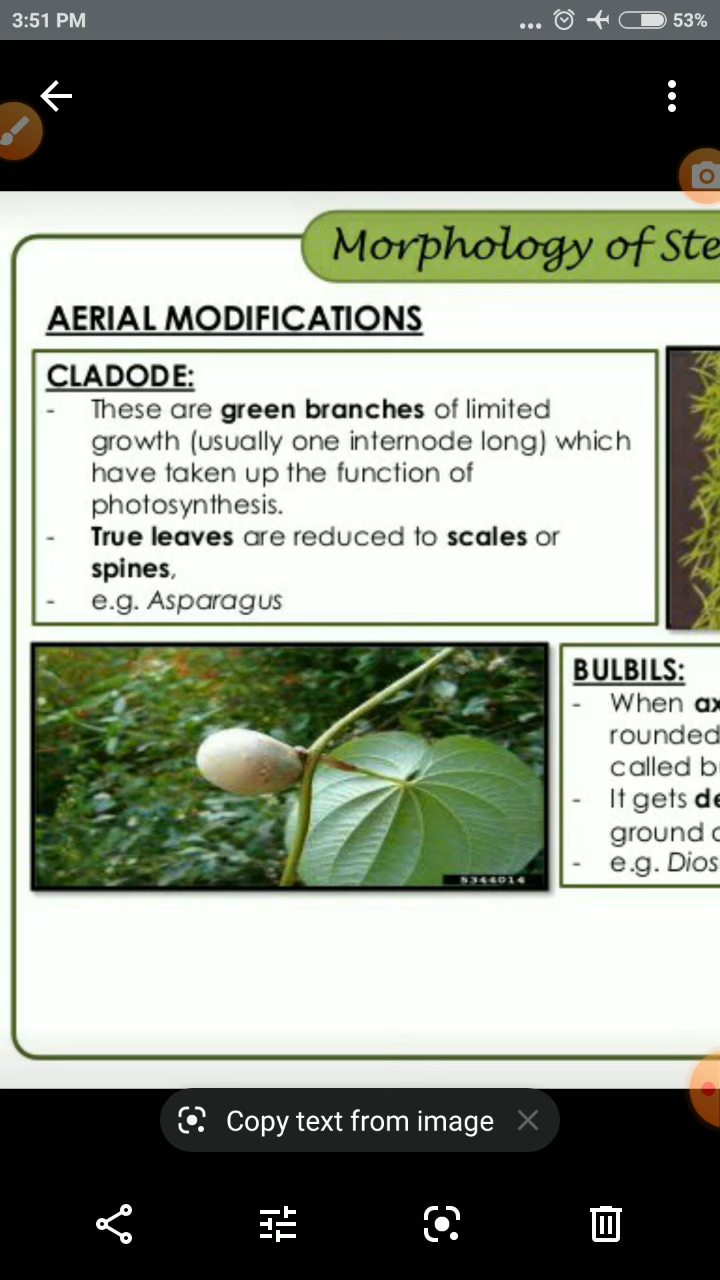 3:51 PM
53%
Morphology of Ste
AERIAL MODIFICATIONS
CLADODE:
- These are green branches of limited
growth (usually one internode long) which
have taken up the function of
photosynthesis.
- True leaves are reduced to scales or
spines,
- e.g. Asparagus
5344014
BULBILS:
- When ax
rounded
called b
- It gets de
ground
- e.g. Dios
Copy text from image